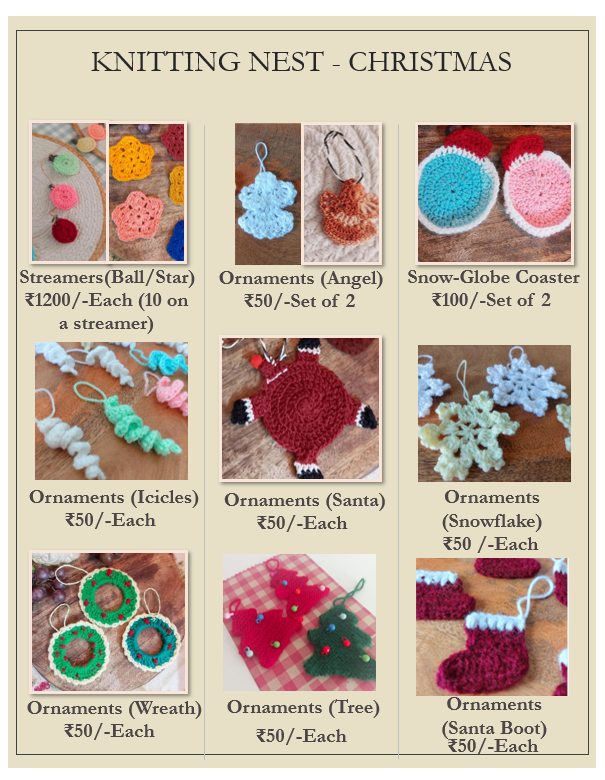 KNITTING NEST - CHRISTMAS
Streamers(Ball/Star)
₹1200/-Each (10 on
a streamer)
Ornaments (Angel)
₹50/-Set of 2
Snow-Globe Coaster
₹100/-Set of 2
Ornaments (Icicles)
₹50/-Each
Ornaments (Santa)
₹50/-Each
Ornaments
(Snowflake)
₹50 /-Each
Ornaments (Wreath)
₹50/-Each
Ornaments (Tree)
₹50/-Each
Ornaments
(Santa Boot)
₹50/-Each